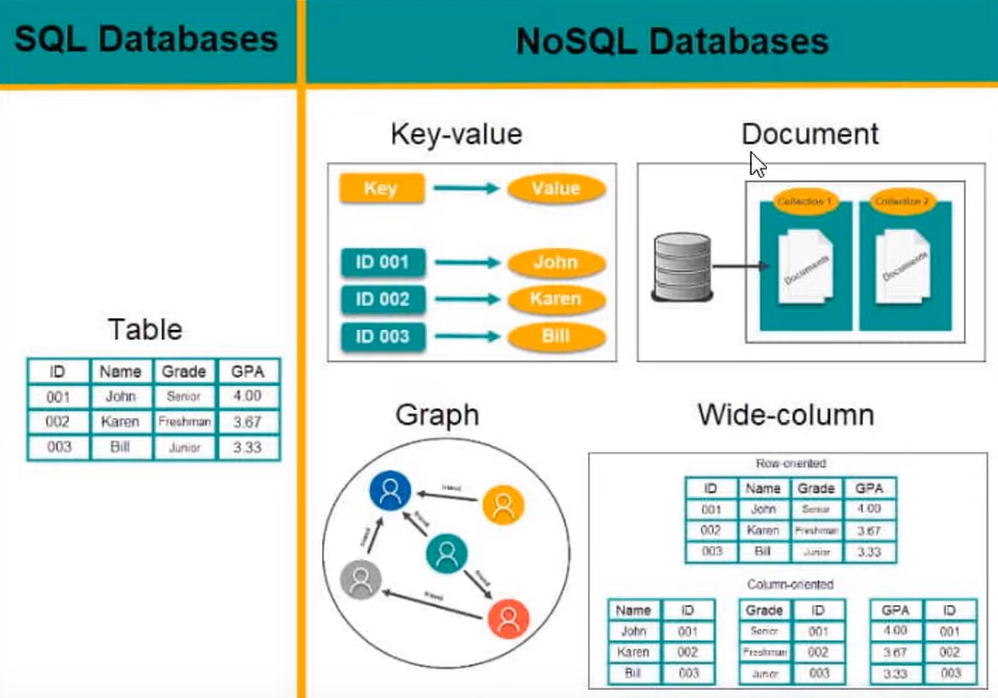 SQL Databases
NoSQL Databases
Table
ID Name Grade GPA
001 John Senior 4.00
002 Karen Freshman 3.67
003 Bill Junior 3.33
Key-value
Key Value
ID 001 John
ID 002 Karen
ID 003 Bill
Document
Collection 1 Collection 2
Documents Documents
Graph
friend
friend
friend
friend
friend
Wide-column
Row-oriented
ID Name Grade GPA
001 John Senior 4.00
002 Karen Freshman 3.67
003 Bill Junior 3.33
Column-oriented
Name ID Grade ID GPA ID
John 001 Senior 001 4.00 001
Karen 002 Freshman 002 3.67 002
Bill 003 Junior 003 3.33 003